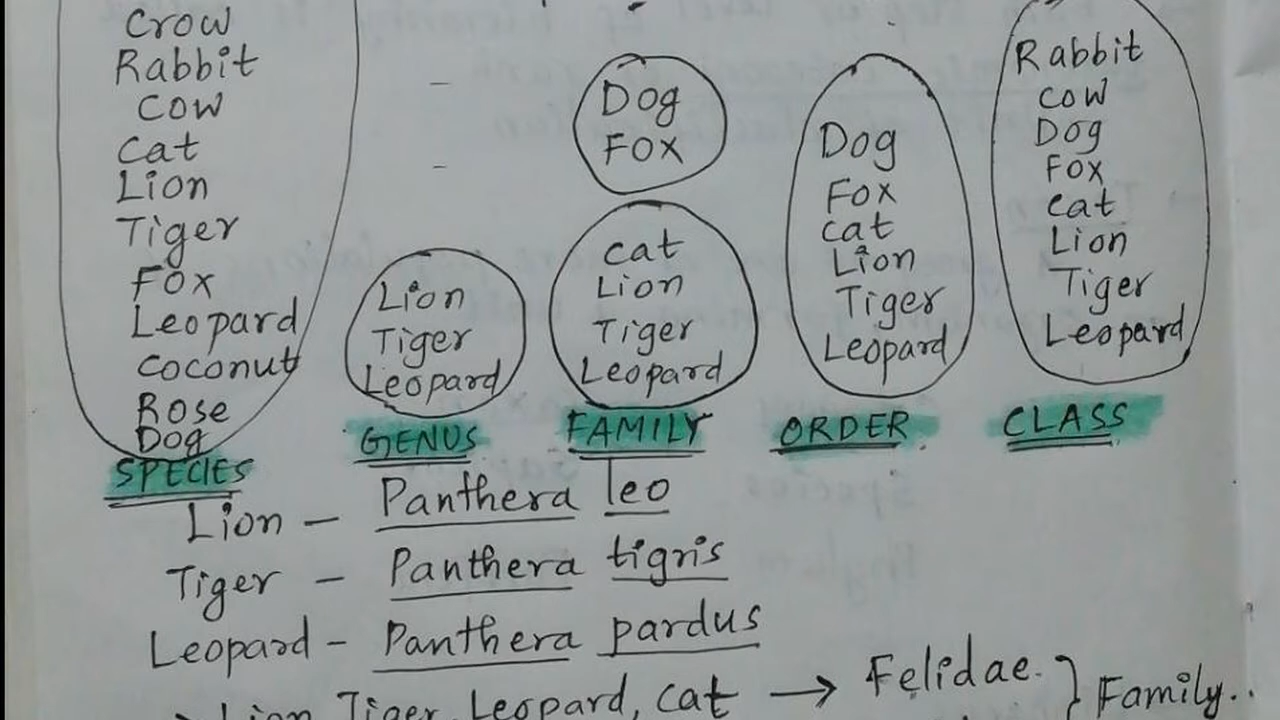 Crow
Rabbit
Cow
Cat
Lion
Tiger
Fox
Leopard
Coconut
Rose
Dog
SPECIES
Lion
Tiger
Leopard
GENUS
Dog
Fox
Cat
Lion
Tiger
Leopard
FAMILY
Dog
Fox
Cat
Lion
Tiger
Leopard
ORDER
Rabbit
Cow
Dog
Fox
Cat
Lion
Tiger
Leopard
CLASS
Lion — Panthera leo
Tiger — Panthera tigris
Leopard - Panthera pardus
Lion Tiger, Leopard, Cat → Felidae. } Family..